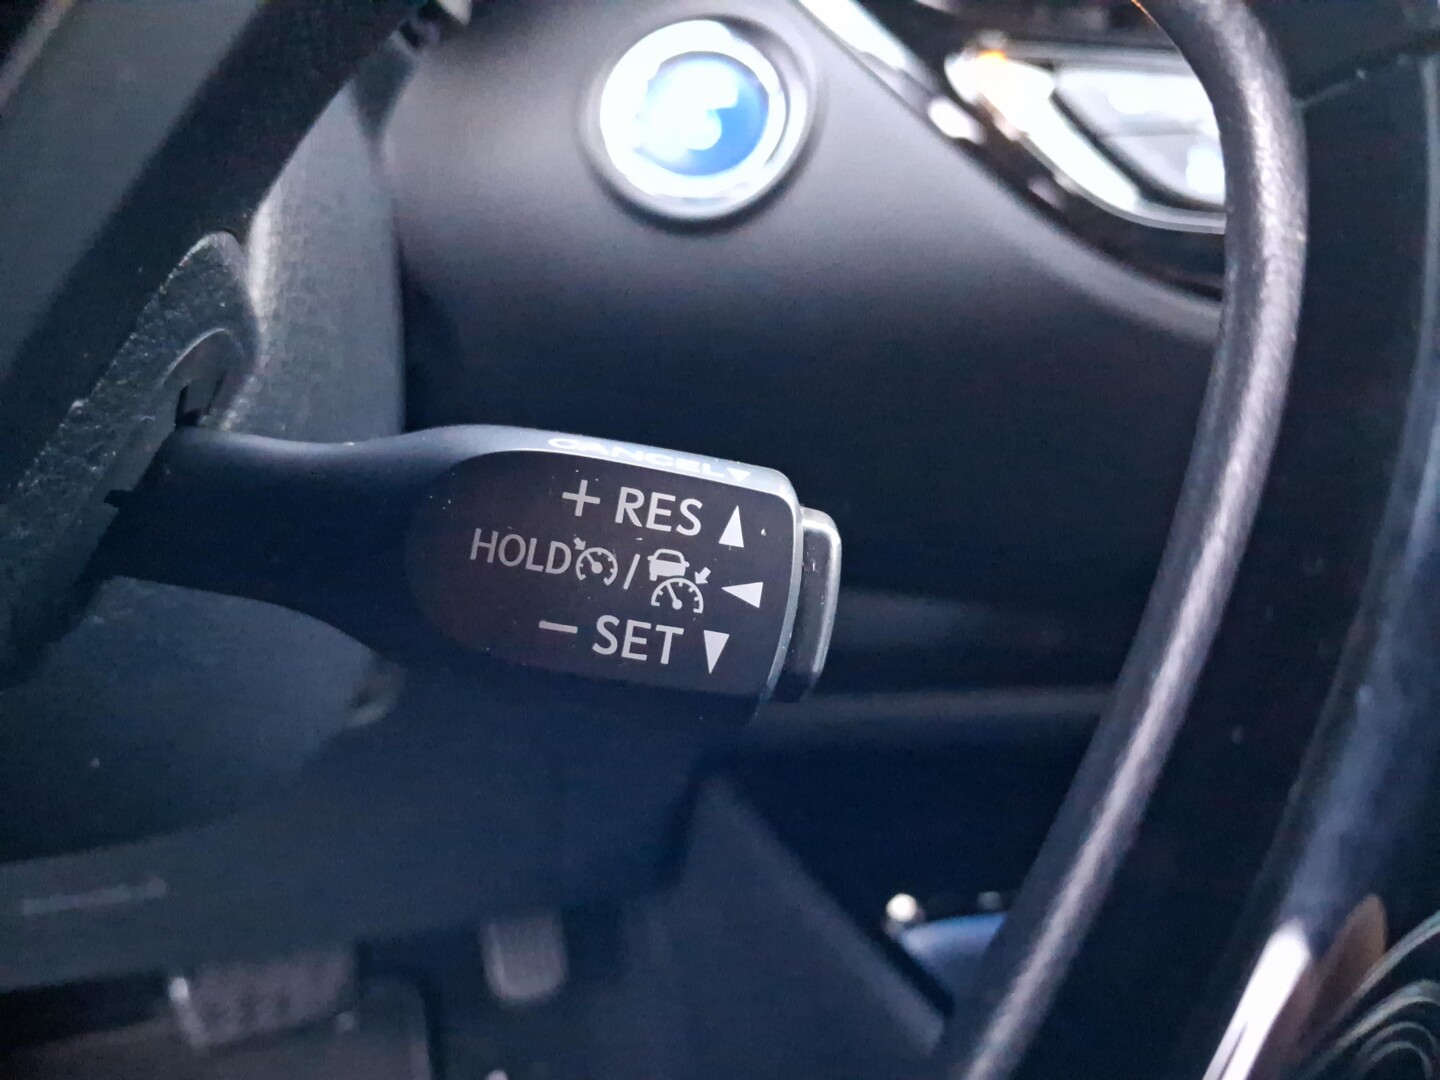 CANCEL
+ RES
HOLD /
- SET